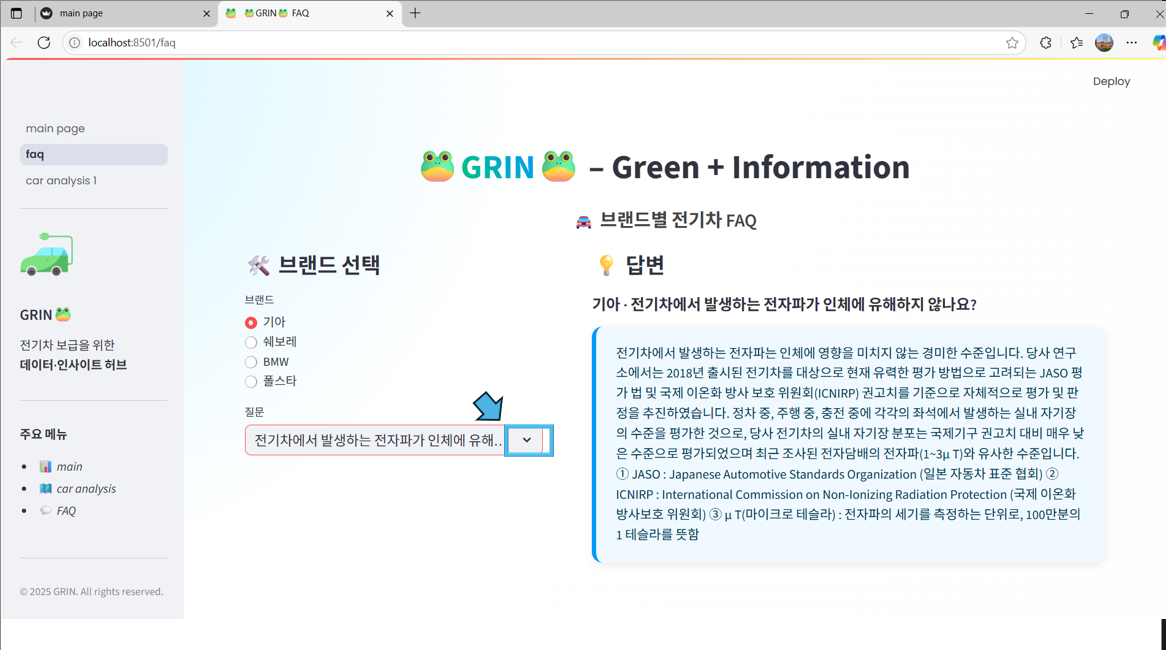 main page
GRIN FAQ
localhost:8501/faq
Deploy
main page
faq
car analysis 1
GRIN
전기차 보급을 위한
데이터·인사이트 허브
주요 메뉴
main
car analysis
FAQ
© 2025 GRIN. All rights reserved.
GRIN – Green + Information
브랜드별 전기차 FAQ
브랜드 선택
브랜드
기아
쉐보레
BMW
폴스타
질문
전기차에서 발생하는 전자파가 인체에 유해...
답변
기아 · 전기차에서 발생하는 전자파가 인체에 유해하지 않나요?
전기차에서 발생하는 전자파는 인체에 영향을 미치지 않는 경미한 수준입니다. 당사 연구
소에서는 2018년 출시된 전기차를 대상으로 현재 유력한 평가 방법으로 고려되는 JASO 평
가 법 및 국제 이온화 방사 보호 위원회(ICNIRP) 권고치를 기준으로 자체적으로 평가 및 판
정을 추진하였습니다. 정차 중, 주행 중, 충전 중에 각각의 좌석에서 발생하는 실내 자기장
의 수준을 평가한 것으로, 당사 전기차의 실내 자기장 분포는 국제기구 권고치 대비 매우 낮
은 수준으로 평가되었으며 최근 조사된 전자담배의 전자파(1~3μ T)와 유사한 수준입니다.
① JASO : Japanese Automotive Standards Organization (일본 자동차 표준 협회) ②
ICNIRP : International Commission on Non-Ionizing Radiation Protection (국제 이온화
방사보호 위원회) ③ μ T(마이크로 테슬라) : 전자파의 세기를 측정하는 단위로, 100만분의
1 테슬라를 뜻함